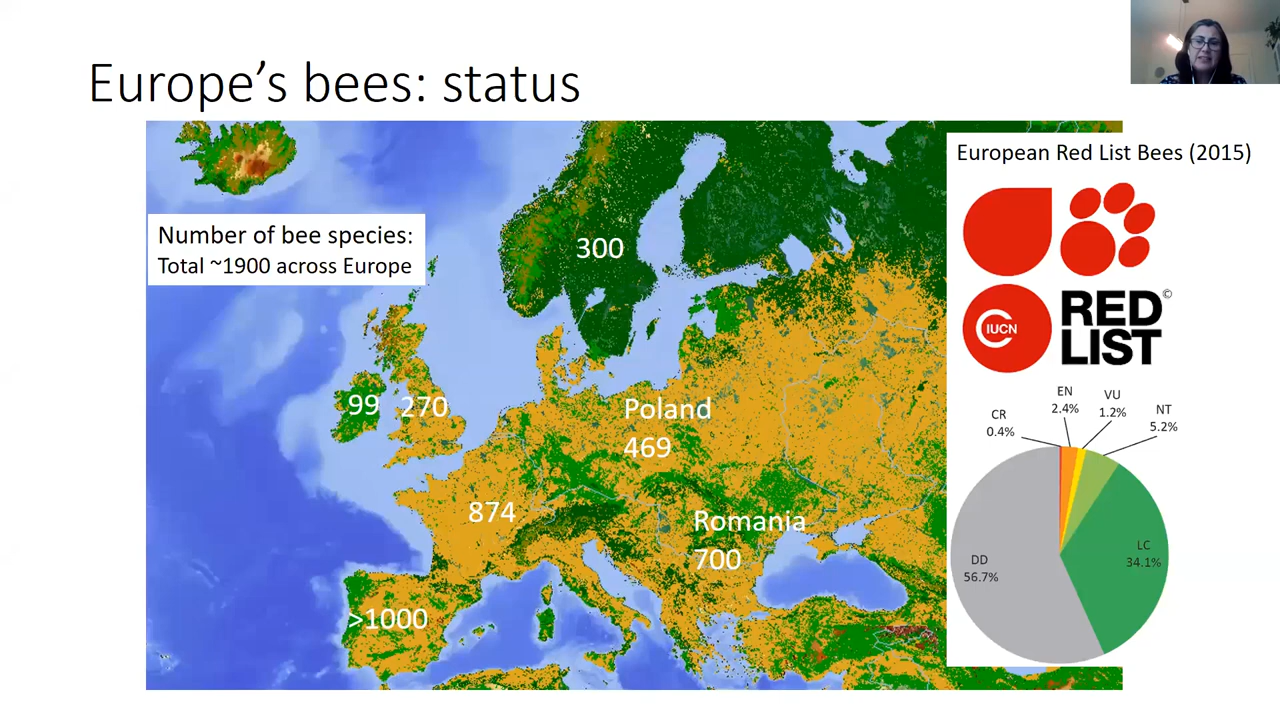 Europe’s bees: status
European Red List Bees (2015)
Number of bee species:
Total ~1900 across Europe
300
99
270
Poland
469
874
Romania
700
>1000
IUCN
RED
LIST
©
CR
0.4%
EN
2.4%
VU
1.2%
NT
5.2%
LC
34.1%
DD
56.7%